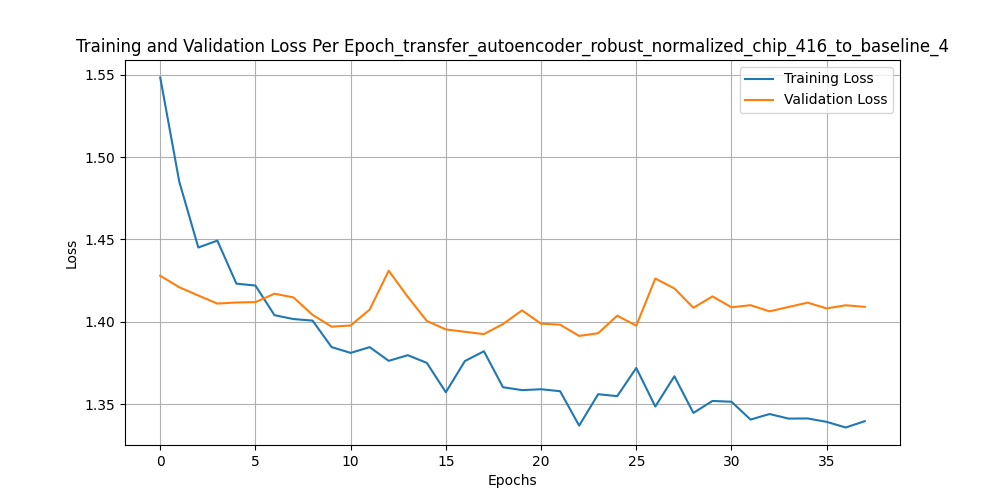 Training and Validation Loss Per Epoch_transfer_autoencoder_robust_normalized_chip_416_to_baseline_4
Training Loss
Validation Loss
Loss
1.55
1.50
1.45
1.40
1.35
0 5 10 15 20 25 30 35
Epochs